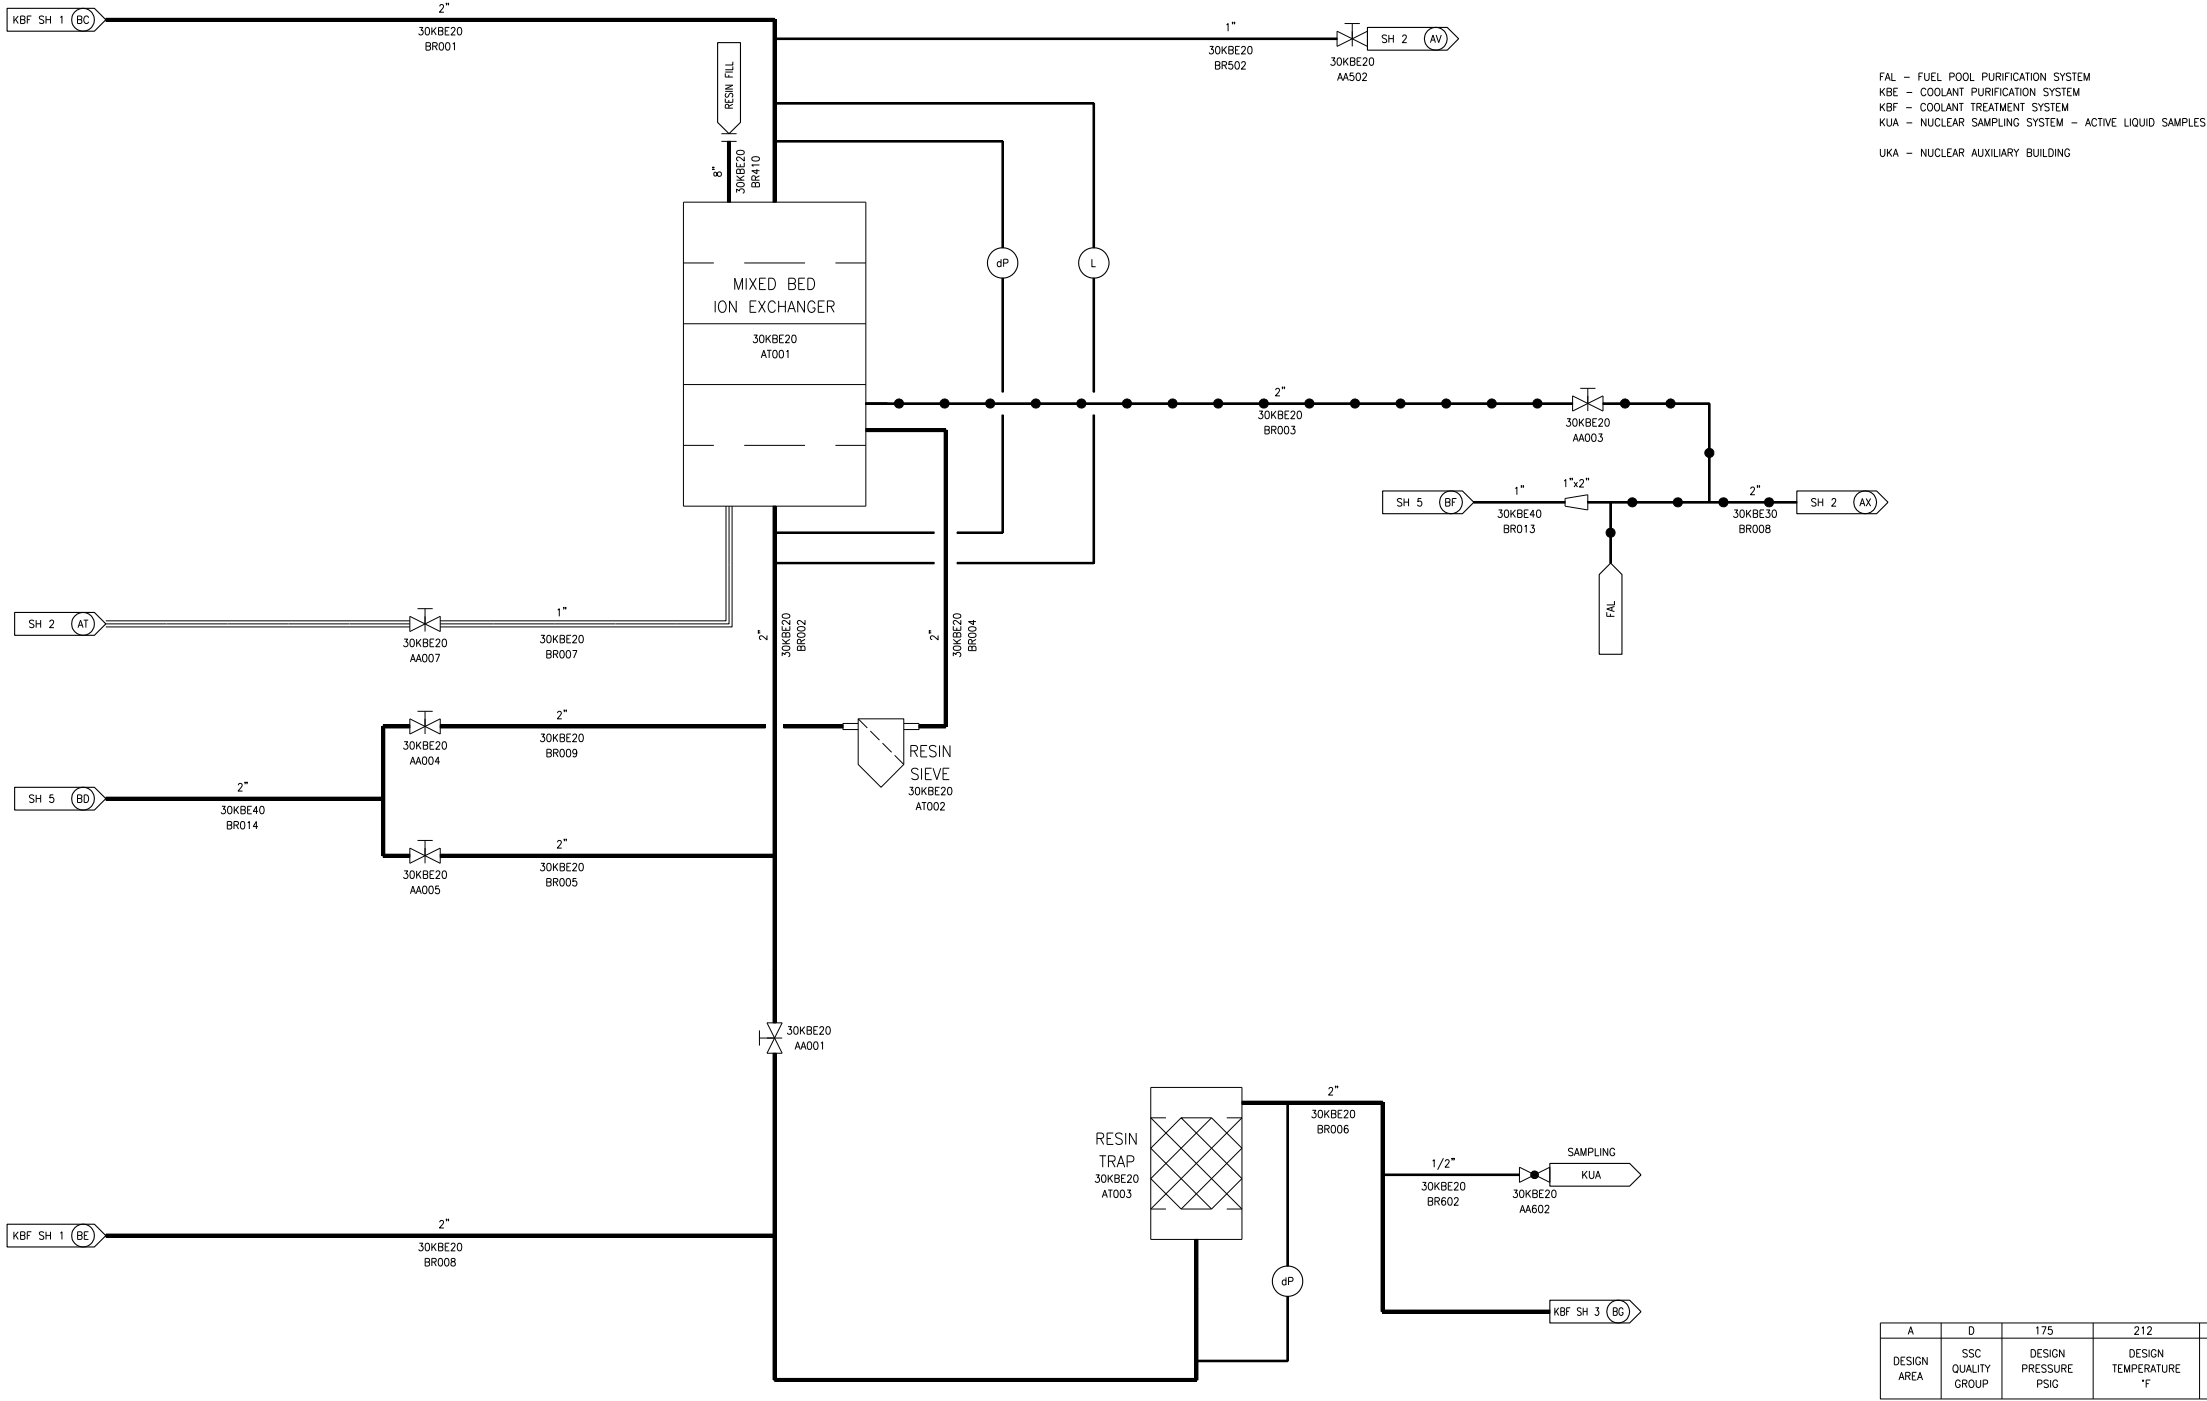 KBF SH 1 BC
2"
30KBE20
BR001
1"
30KBE20
BR502
30KBE20
AA502
SH 2 AV
FAL - FUEL POOL PURIFICATION SYSTEM
KBE - COOLANT PURIFICATION SYSTEM
KBF - COOLANT TREATMENT SYSTEM
KUA - NUCLEAR SAMPLING SYSTEM - ACTIVE LIQUID SAMPLES
UKA - NUCLEAR AUXILIARY BUILDING
RESIN FILL
8"
30KBE20
BR410
dP
L
MIXED BED
ION EXCHANGER
30KBE20
AT001
2"
30KBE20
BR003
30KBE20
AA003
SH 5 BF
1"
30KBE40
BR013
1"x2"
2"
30KBE30
BR008
SH 2 AX
FAL
SH 2 AT
30KBE20
AA007
1"
30KBE20
BR007
2"
30KBE20
BR002
2"
30KBE20
BR004
30KBE20
AA004
2"
30KBE20
BR009
RESIN
SIEVE
30KBE20
AT002
SH 5 BD
2"
30KBE40
BR014
30KBE20
AA005
2"
30KBE20
BR005
30KBE20
AA001
RESIN
TRAP
30KBE20
AT003
2"
30KBE20
BR006
1/2"
30KBE20
BR602
30KBE20
AA602
SAMPLING
KUA
KBF SH 1 BE
2"
30KBE20
BR008
dP
KBF SH 3 BG
A D 175 212
DESIGN
AREA
SSC
QUALITY
GROUP
DESIGN
PRESSURE
PSIG
DESIGN
TEMPERATURE
°F